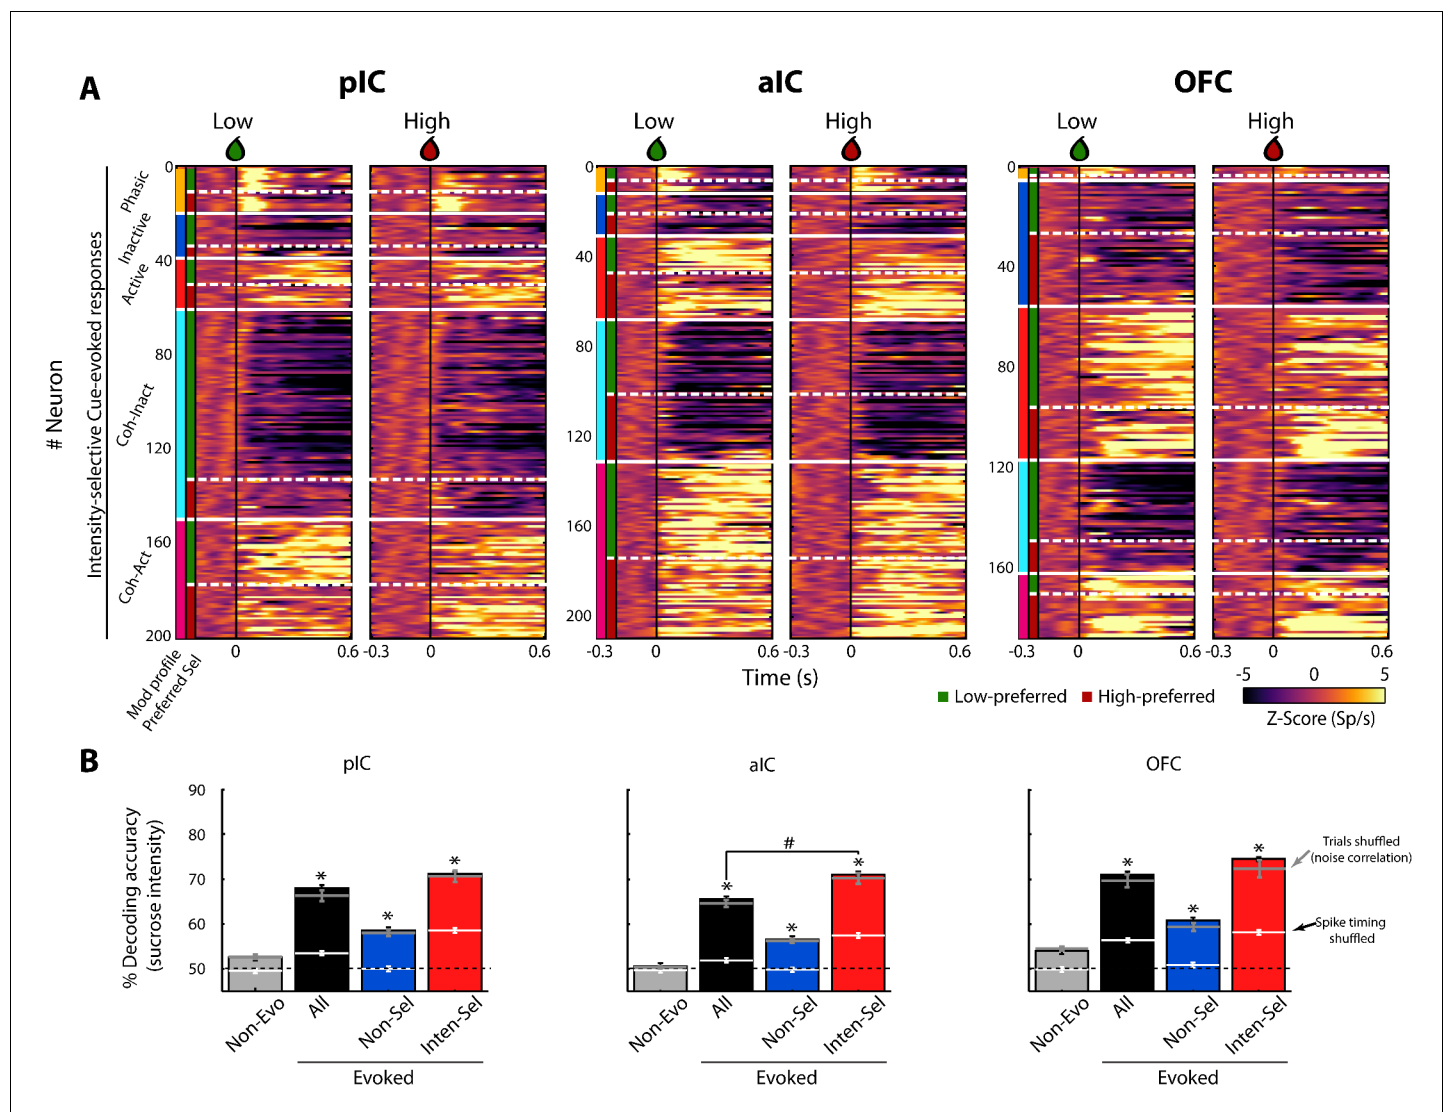 A
pIC
aIC
OFC
Low
High
Low
High
Low
High
# Neuron
Intensity-selective Cue-evoked responses
Phasic
Inactive
Active
Coh-Inact
Coh-Act
0
40
80
120
160
200
0
40
80
120
160
200
0
40
80
120
160
0
0.6
-0.3
0
0.6
-0.3
0
0.6
-0.3
0
0.6
-0.3
0
0.6
-0.3
0
0.6
Mod profile
Preferred Sel
Time (s)
Low-preferred
High-preferred
-5
0
5
Z-Score (Sp/s)
B
pIC
aIC
OFC
% Decoding accuracy
(sucrose intensity)
90
80
70
60
50
*
*
*
*
*
*
#
*
*
*
Trials shuffled
(noise correlation)
Spike timing
shuffled
Non-Evo
All
Non-Sel
Inten-Sel
Evoked
Non-Evo
All
Non-Sel
Inten-Sel
Evoked
Non-Evo
All
Non-Sel
Inten-Sel
Evoked